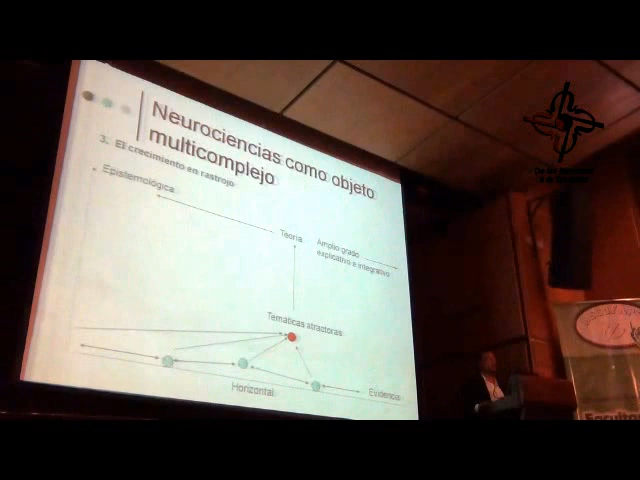 Neurociencias como objeto
multicomplejo
3. El crecimiento en rastrojo
• Epistemológica
Teoría
Amplio grado
explicativo e integrativo
Temáticas atractoras
Horizontal
Evidencia
Facultad